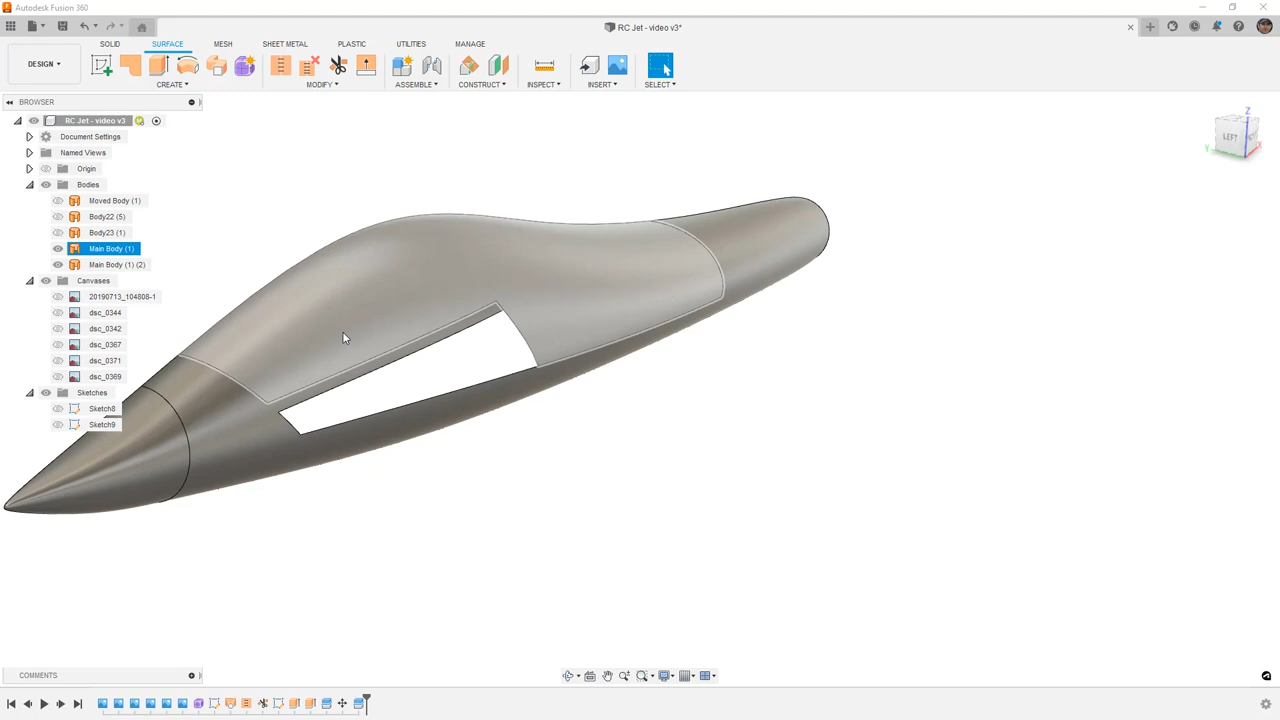 Autodesk Fusion 360
RC Jet - video v3*
SOLID SURFACE MESH SHEET METAL PLASTIC UTILITIES MANAGE
DESIGN
CREATE MODIFY ASSEMBLE CONSTRUCT INSPECT INSERT SELECT
BROWSER
RC Jet - video v3
Document Settings
Named Views
Origin
Bodies
Moved Body (1)
Body22 (5)
Body23 (1)
Main Body (1)
Main Body (1) (2)
Canvases
20190713_104808-1
dsc_0344
dsc_0342
dsc_0367
dsc_0371
dsc_0369
Sketches
Sketch8
Sketch9
Z
LEFT
Y
X
COMMENTS